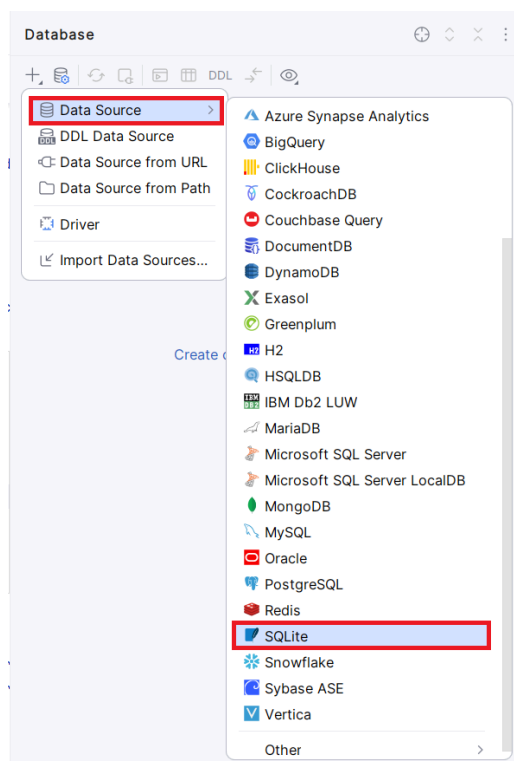 Database
DDL
Data Source
DDL Data Source
Data Source from URL
Data Source from Path
Driver
Import Data Sources...
Create
Azure Synapse Analytics
BigQuery
ClickHouse
CockroachDB
Couchbase Query
DocumentDB
DynamoDB
Exasol
Greenplum
H2
HSQLDB
IBM Db2 LUW
MariaDB
Microsoft SQL Server
Microsoft SQL Server LocalDB
MongoDB
MySQL
Oracle
PostgreSQL
Redis
SQLite
Snowflake
Sybase ASE
Vertica
Other